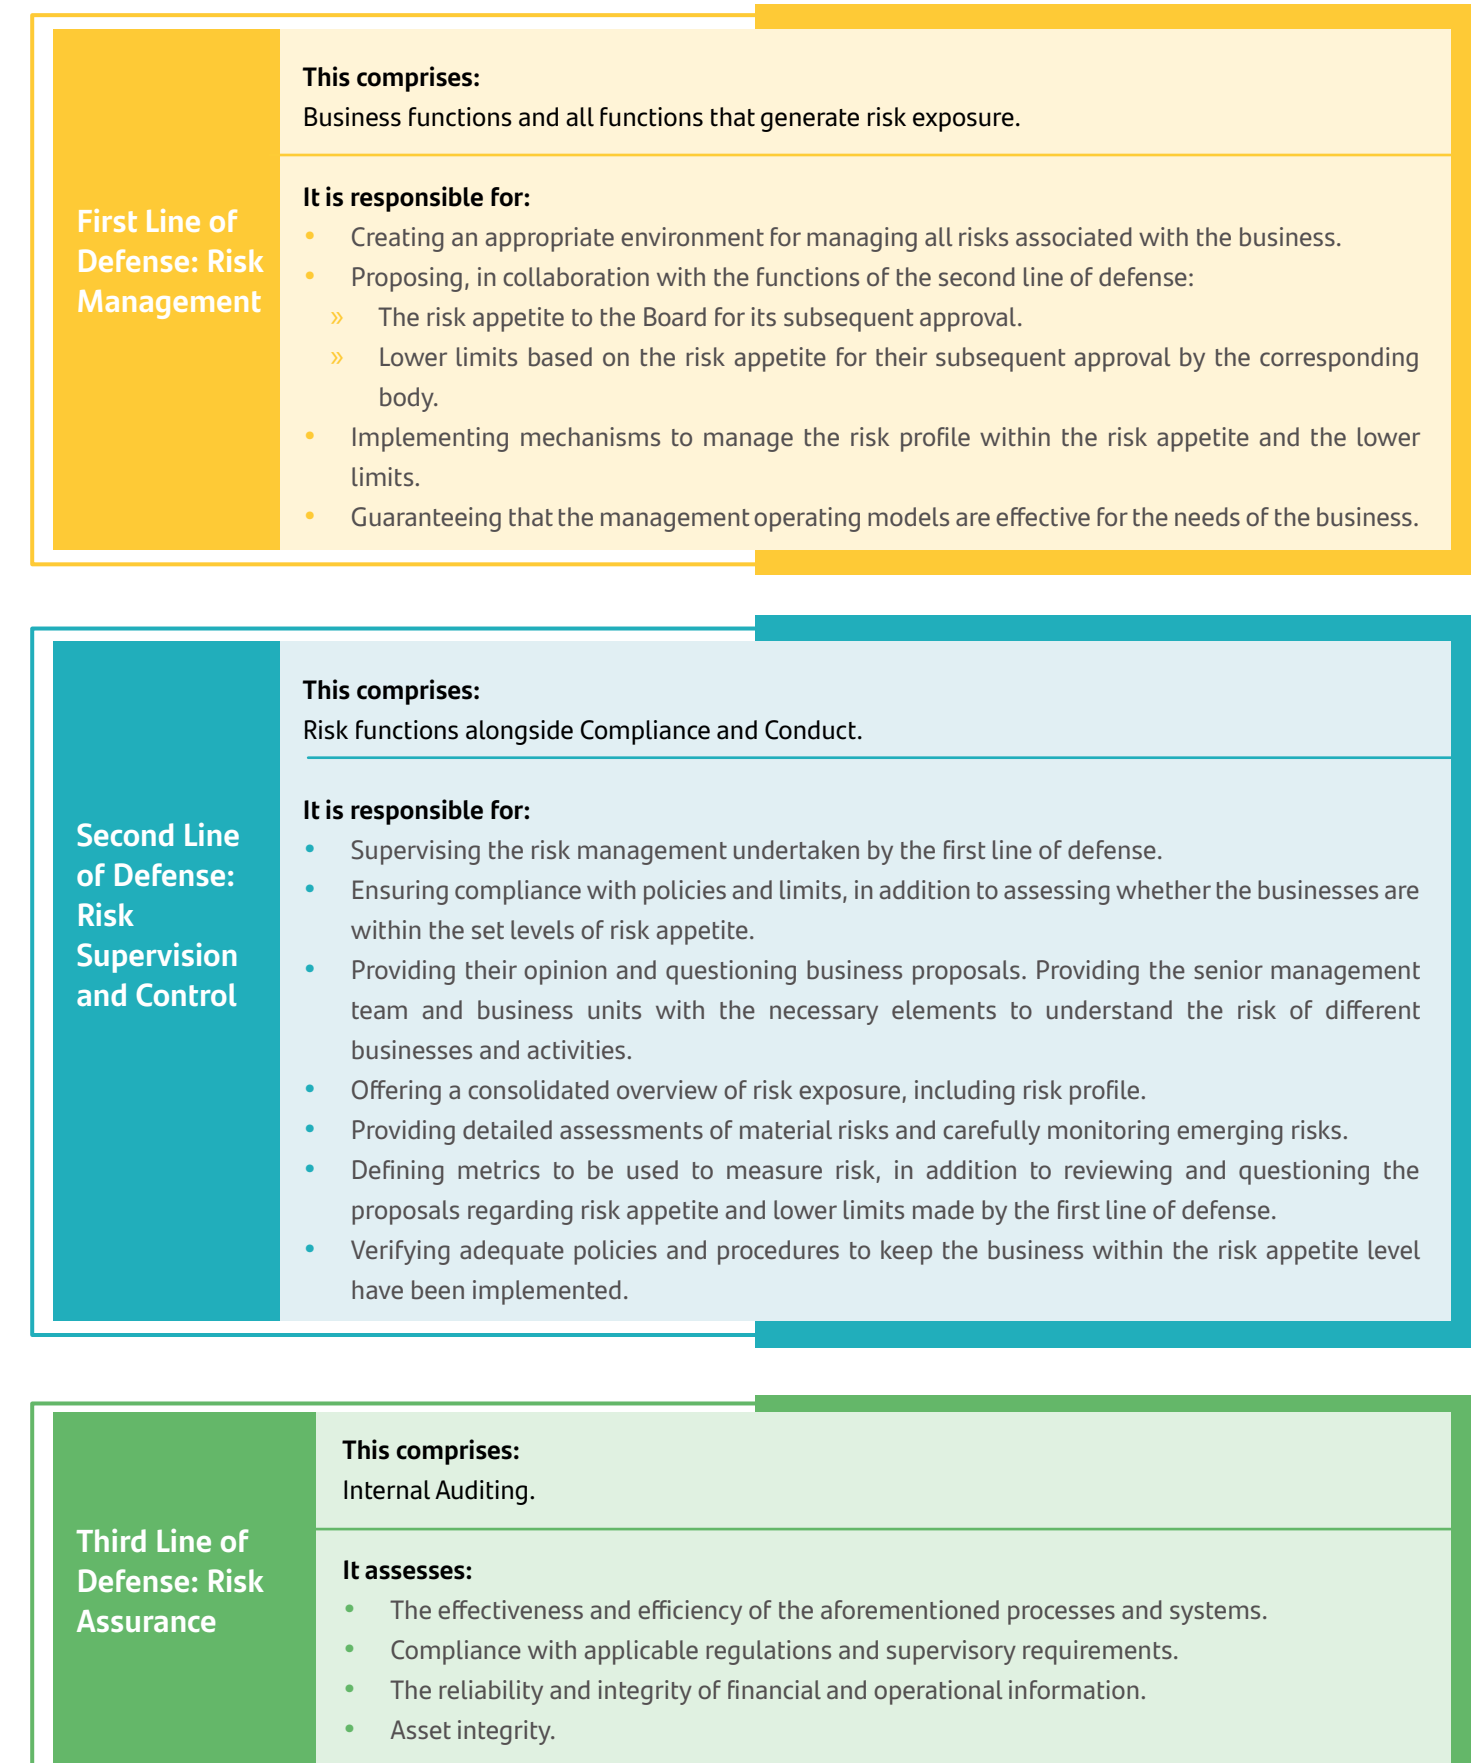 First Line of
Defense: Risk
Management
This comprises:
Business functions and all functions that generate risk exposure.
It is responsible for:
• Creating an appropriate environment for managing all risks associated with the business.
• Proposing, in collaboration with the functions of the second line of defense:
» The risk appetite to the Board for its subsequent approval.
» Lower limits based on the risk appetite for their subsequent approval by the corresponding
body.
• Implementing mechanisms to manage the risk profile within the risk appetite and the lower
limits.
• Guaranteeing that the management operating models are effective for the needs of the business.
Second Line
of Defense:
Risk
Supervision
and Control
This comprises:
Risk functions alongside Compliance and Conduct.
It is responsible for:
• Supervising the risk management undertaken by the first line of defense.
• Ensuring compliance with policies and limits, in addition to assessing whether the businesses are
within the set levels of risk appetite.
• Providing their opinion and questioning business proposals. Providing the senior management
team and business units with the necessary elements to understand the risk of different
businesses and activities.
• Offering a consolidated overview of risk exposure, including risk profile.
• Providing detailed assessments of material risks and carefully monitoring emerging risks.
• Defining metrics to be used to measure risk, in addition to reviewing and questioning the
proposals regarding risk appetite and lower limits made by the first line of defense.
• Verifying adequate policies and procedures to keep the business within the risk appetite level
have been implemented.
Third Line of
Defense: Risk
Assurance
This comprises:
Internal Auditing.
It assesses:
• The effectiveness and efficiency of the aforementioned processes and systems.
• Compliance with applicable regulations and supervisory requirements.
• The reliability and integrity of financial and operational information.
• Asset integrity.